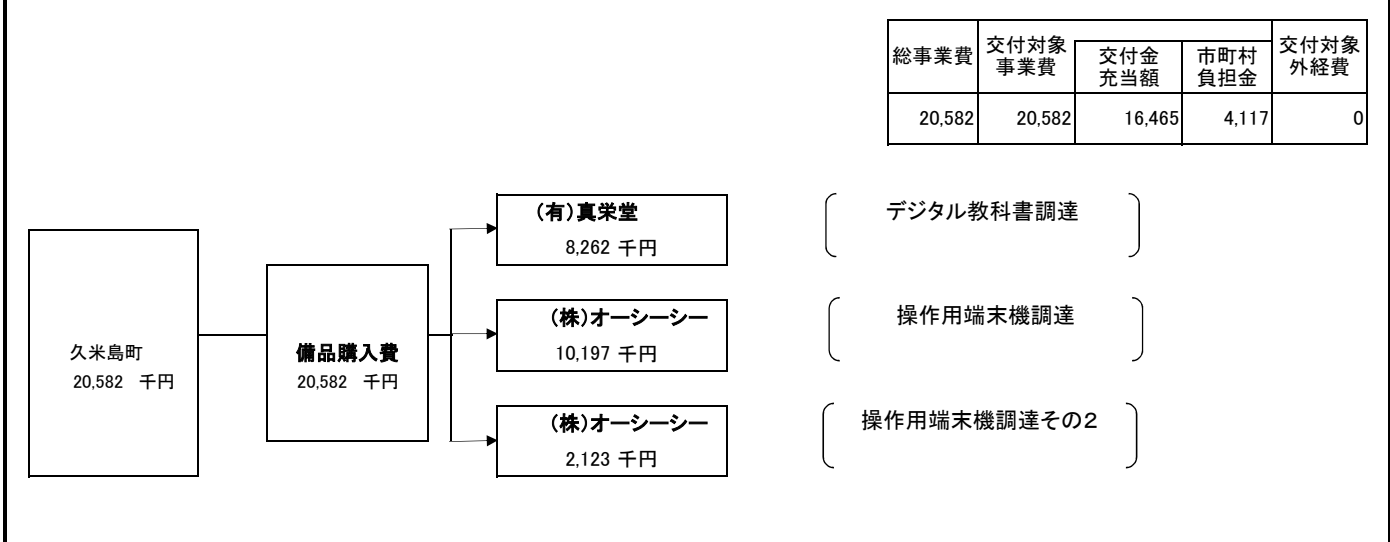 総事業費
交付対象
事業費
交付金
充当額
市町村
負担金
交付対象
外経費
20,582
20,582
16,465
4,117
0
久米島町
20,582 千円
備品購入費
20,582 千円
(有)真栄堂
8,262 千円
デジタル教科書調達
(株)オーシーシー
10,197 千円
操作用端末機調達
(株)オーシーシー
2,123 千円
操作用端末機調達その2